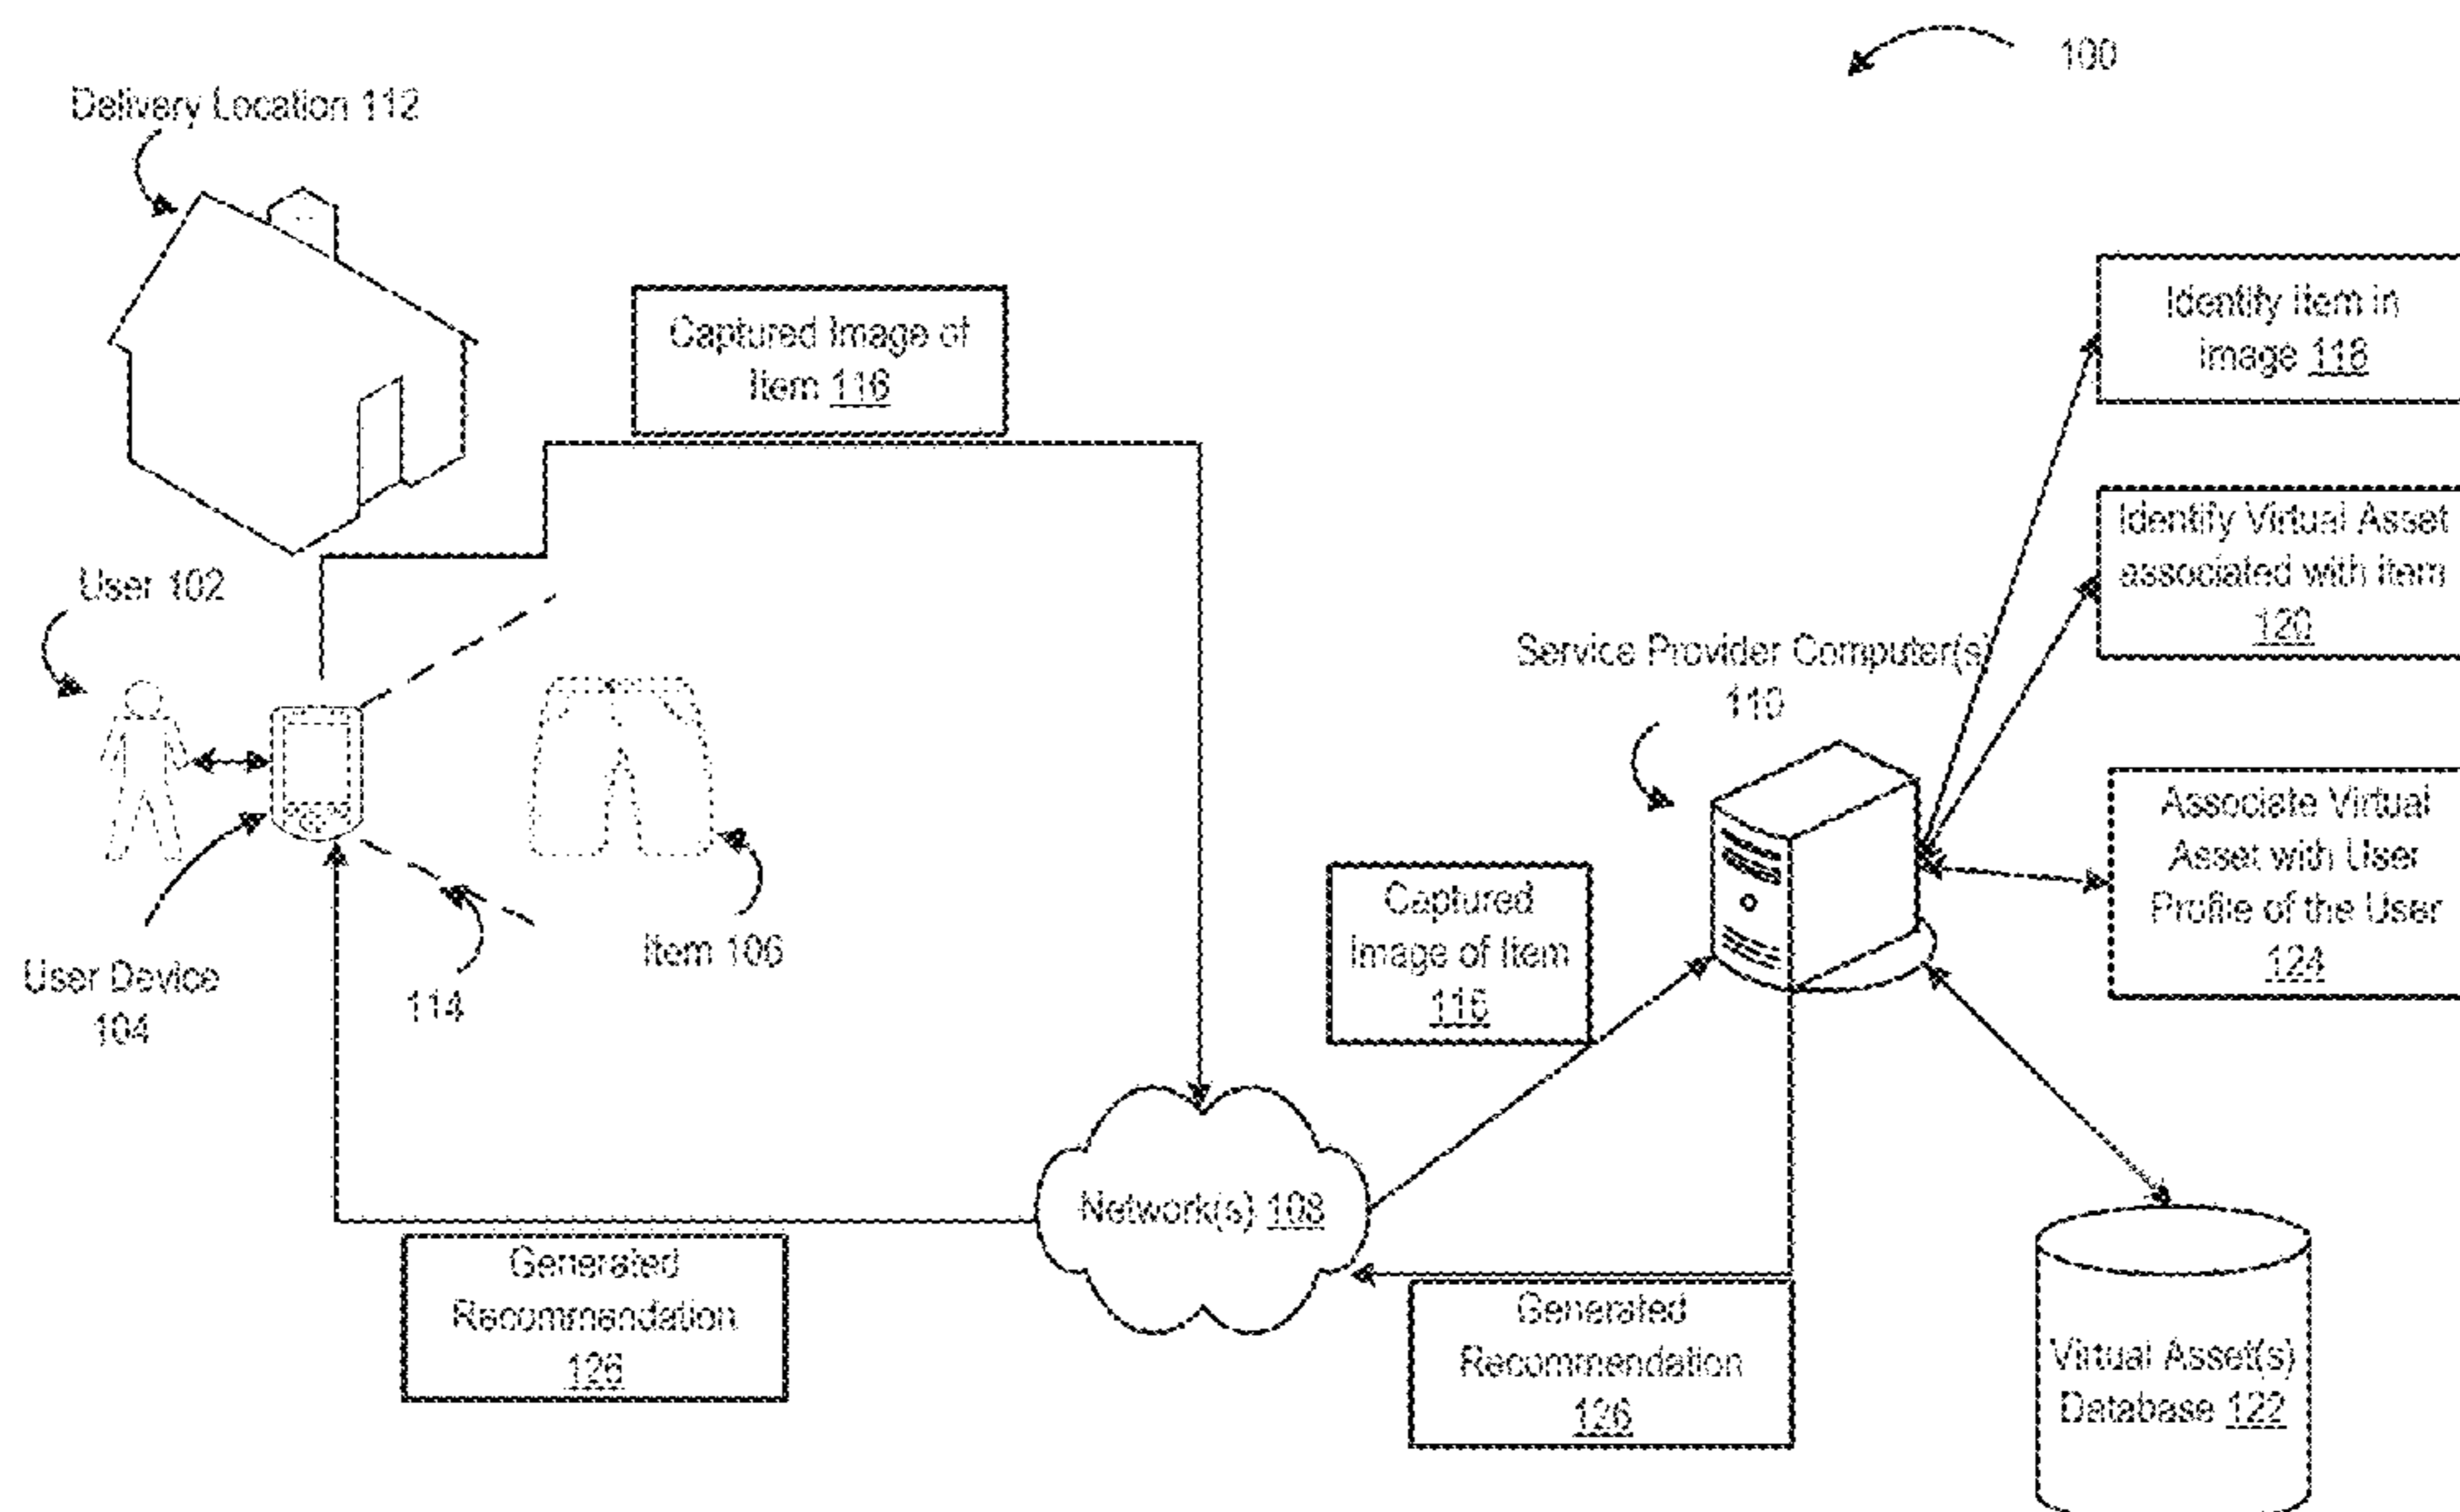 100
Delivery Location 112
Captured Image of
Item 116
Identify Item in
Image 118
Identify Virtual Asset
associated with Item
120
User 102
Service Provider Computer(s)
110
Associate Virtual
Asset with User
Profile of the User
124
Captured
Image of Item
116
Item 106
User Device
104
114
Network(s) 108
Generated
Recommendation
126
Generated
Recommendation
126
Virtual Asset(s)
Database 122